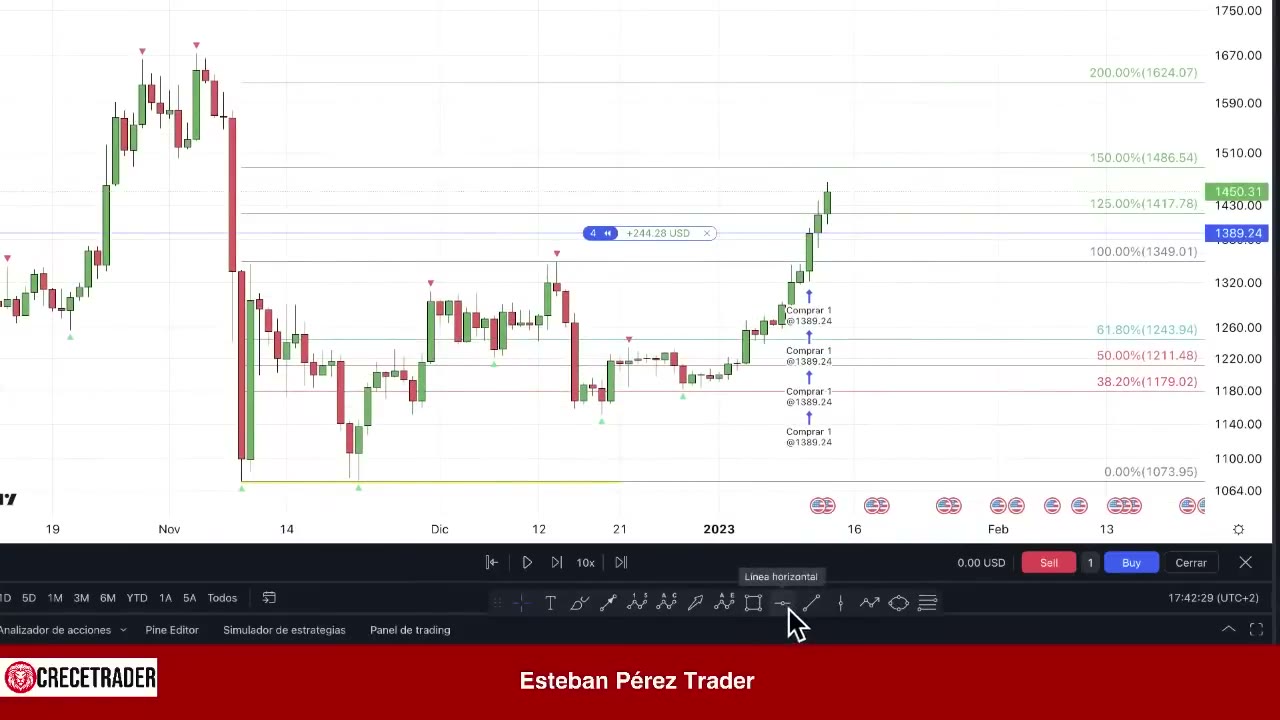 1750.00
1670.00
200.00%(1624.07)
1590.00
150.00%(1486.54)
1510.00
1450.31
125.00%(1417.78)
1430.00
4 +244.28 USD ×
1389.24
100.00%(1349.01)
1320.00
Comprar 1
@1389.24
61.80%(1243.94)
1260.00
Comprar 1
@1389.24
50.00%(1211.48)
1220.00
38.20%(1179.02)
1180.00
Comprar 1
@1389.24
1140.00
Comprar 1
@1389.24
1100.00
0.00%(1073.95)
1064.00
19 Nov 14 Dic 12 21 2023 16 Feb 13
10x 0.00 USD Sell 1 Buy Cerrar
Línea horizontal
1D 5D 1M 3M 6M YTD 1A 5A Todos 17:42:29 (UTC+2)
Analizador de acciones Pine Editor Simulador de estrategias Panel de trading
CRECETRADER Esteban Pérez Trader